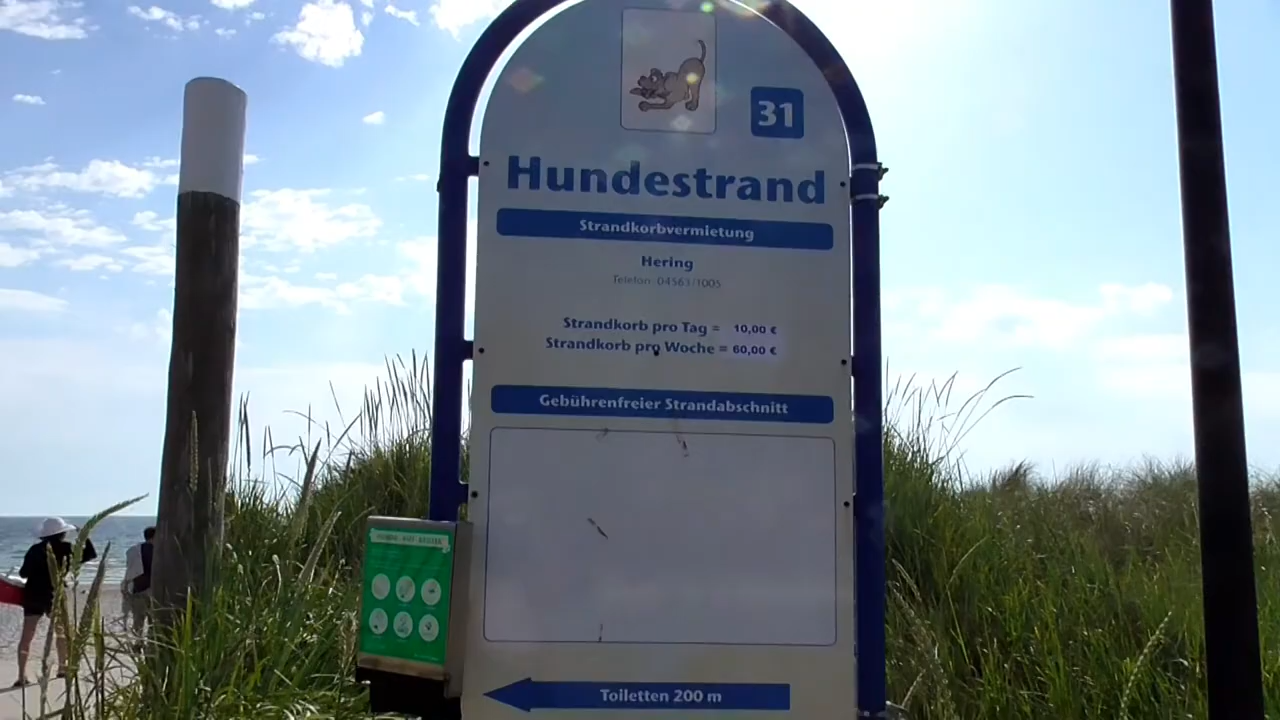 31
Hundestrand
Strandkorbvermietung
Hering
Telefon: 04563/1005
Strandkorb pro Tag = 10,00 €
Strandkorb pro Woche = 60,00 €
Gebührenfreier Strandabschnitt
Toiletten 200 m